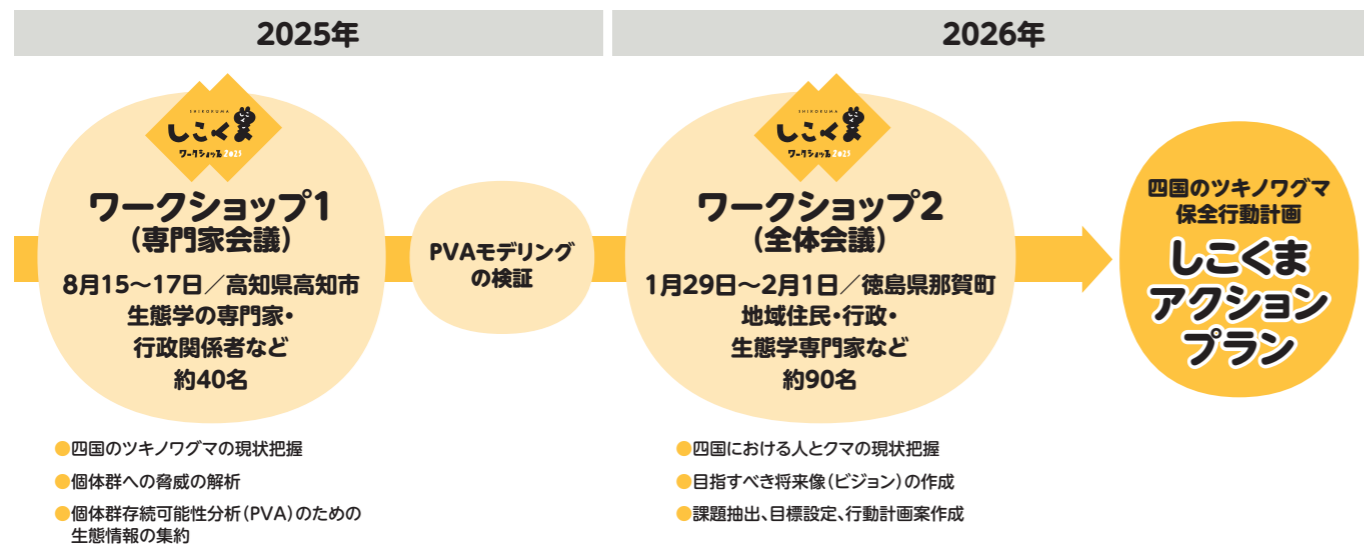 2025年
2026年
SHIKOKUMA
しこくま
ワークショップ2025
ワークショップ1
(専門家会議)
8月15〜17日/高知県高知市
生態学の専門家・
行政関係者など
約40名
●四国のツキノワグマの現状把握
●個体群への脅威の解析
●個体群存続可能性分析(PVA)のための
生態情報の集約
PVAモデリング
の検証
SHIKOKUMA
しこくま
ワークショップ2025
ワークショップ2
(全体会議)
1月29日〜2月1日/徳島県那賀町
地域住民・行政・
生態学専門家など
約90名
●四国における人とクマの現状把握
●目指すべき将来像(ビジョン)の作成
●課題抽出、目標設定、行動計画案作成
四国のツキノワグマ
保全行動計画
しこくま
アクション
プラン